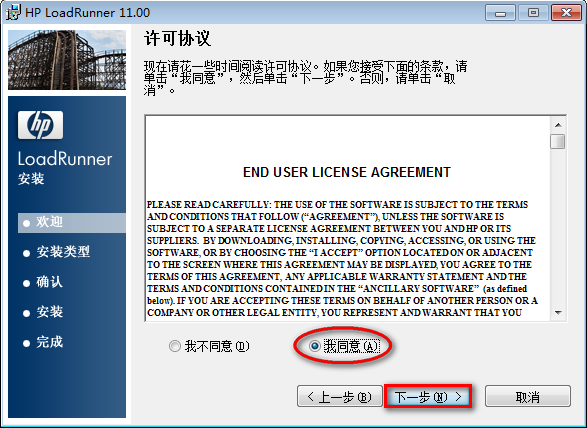 HP LoadRunner 11.00
许可协议
现在请花一些时间阅读许可协议。如果您接受下面的条款，请
单击“我同意”，然后单击“下一步”。否则，请单击“取
消”。
hp
LoadRunner
安装
欢迎
安装类型
确认
安装
完成
END USER LICENSE AGREEMENT
PLEASE READ CAREFULLY: THE USE OF THE SOFTWARE IS SUBJECT TO THE TERMS
AND CONDITIONS THAT FOLLOW (“AGREEMENT”), UNLESS THE SOFTWARE IS
SUBJECT TO A SEPARATE LICENSE AGREEMENT BETWEEN YOU AND HP OR ITS
SUPPLIERS. BY DOWNLOADING, INSTALLING, COPYING, ACCESSING, OR USING THE
SOFTWARE, OR BY CHOOSING THE “I ACCEPT” OPTION LOCATED ON OR ADJACENT
TO THE SCREEN WHERE THIS AGREEMENT MAY BE DISPLAYED, YOU AGREE TO THE
TERMS OF THIS AGREEMENT, ANY APPLICABLE WARRANTY STATEMENT AND THE
TERMS AND CONDITIONS CONTAINED IN THE “ANCILLARY SOFTWARE” (as defined
below). IF YOU ARE ACCEPTING THESE TERMS ON BEHALF OF ANOTHER PERSON OR A
COMPANY OR OTHER LEGAL ENTITY, YOU REPRESENT AND WARRANT THAT YOU
我不同意(D)
我同意(A)
< 上一步(B)
下一步(N) >
取消